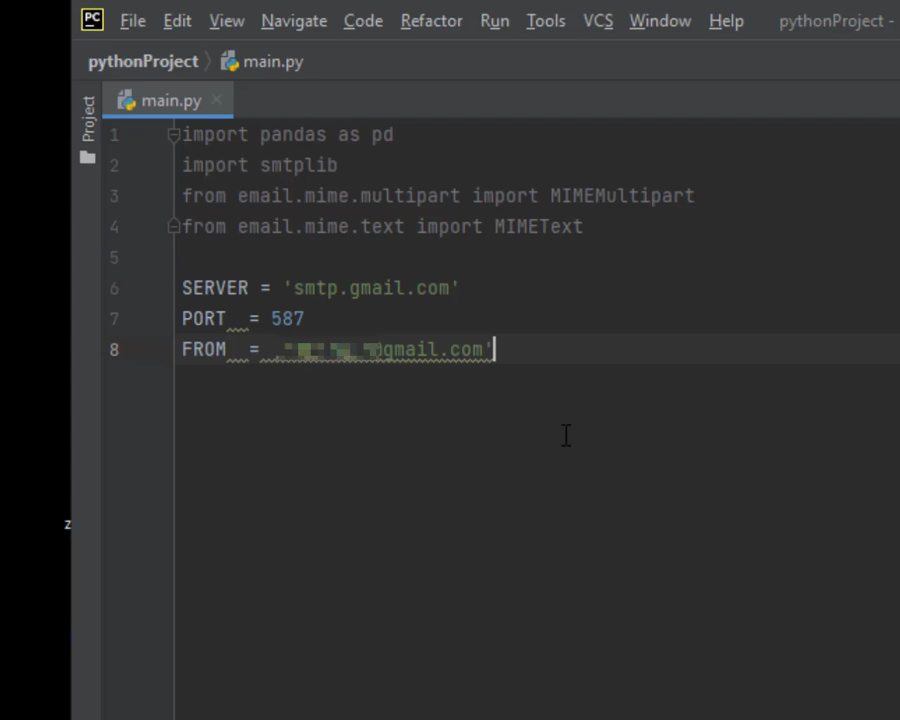 PC File Edit View Navigate Code Refactor Run Tools VCS Window Help pythonProject -
pythonProject main.py
main.py
Project
1 import pandas as pd
2 import smtplib
3 from email.mime.multipart import MIMEMultipart
4 from email.mime.text import MIMEText
5
6 SERVER = 'smtp.gmail.com'
7 PORT  = 587
8 FROM  = gmail.com'
z